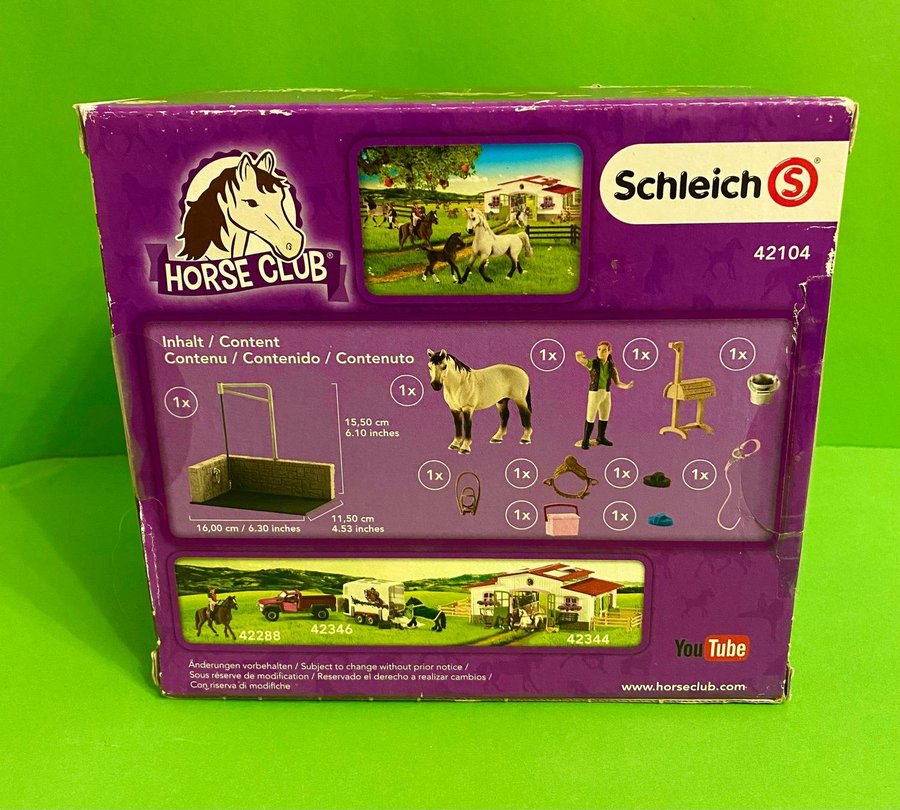 HORSE CLUB®
Schleich S®
42104
Inhalt / Content
Contenu / Contenido / Contenuto
1x
1x
1x
1x
1x
15,50 cm
6.10 inches
1x
1x
1x
1x
1x
1x
16,00 cm / 6.30 inches
11,50 cm
4.53 inches
42288
42346
42344
YouTube
Änderungen vorbehalten / Subject to change without prior notice /
Sous réserve de modification / Reservado el derecho a realizar cambios /
Con riserva di modifiche
www.horseclub.com